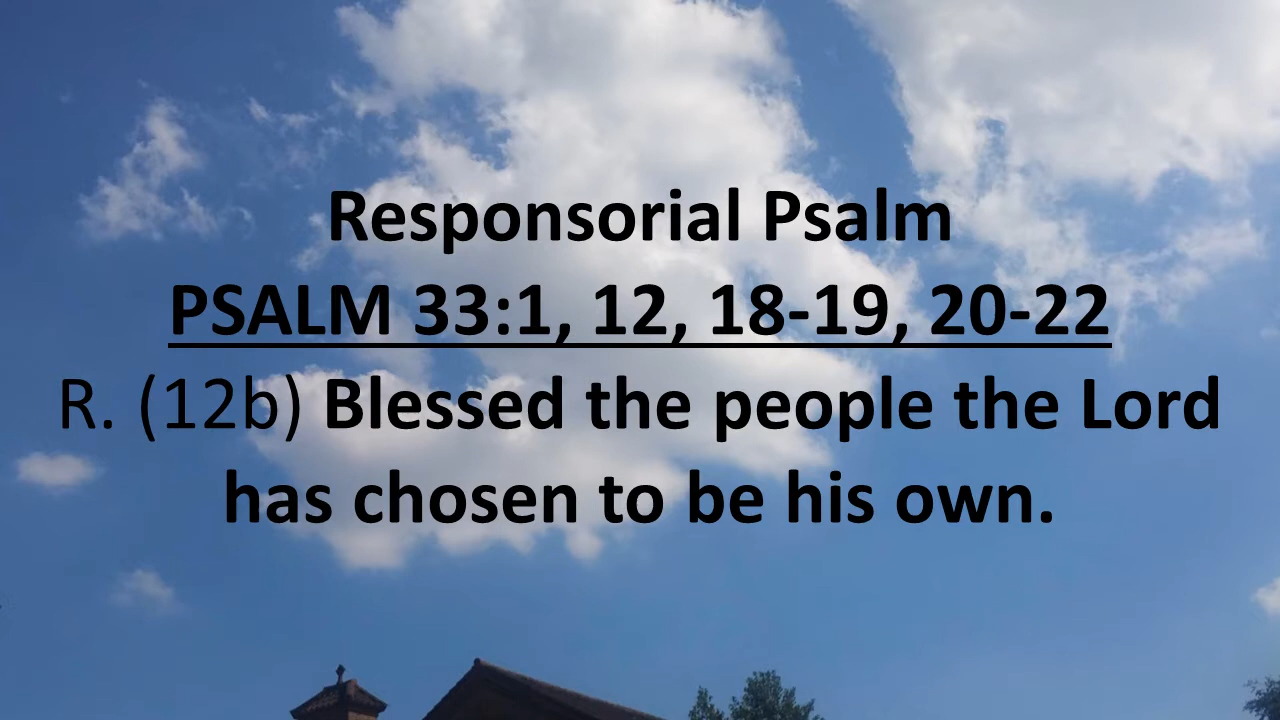 Responsorial Psalm
PSALM 33:1, 12, 18-19, 20-22
R. (12b) Blessed the people the Lord
has chosen to be his own.